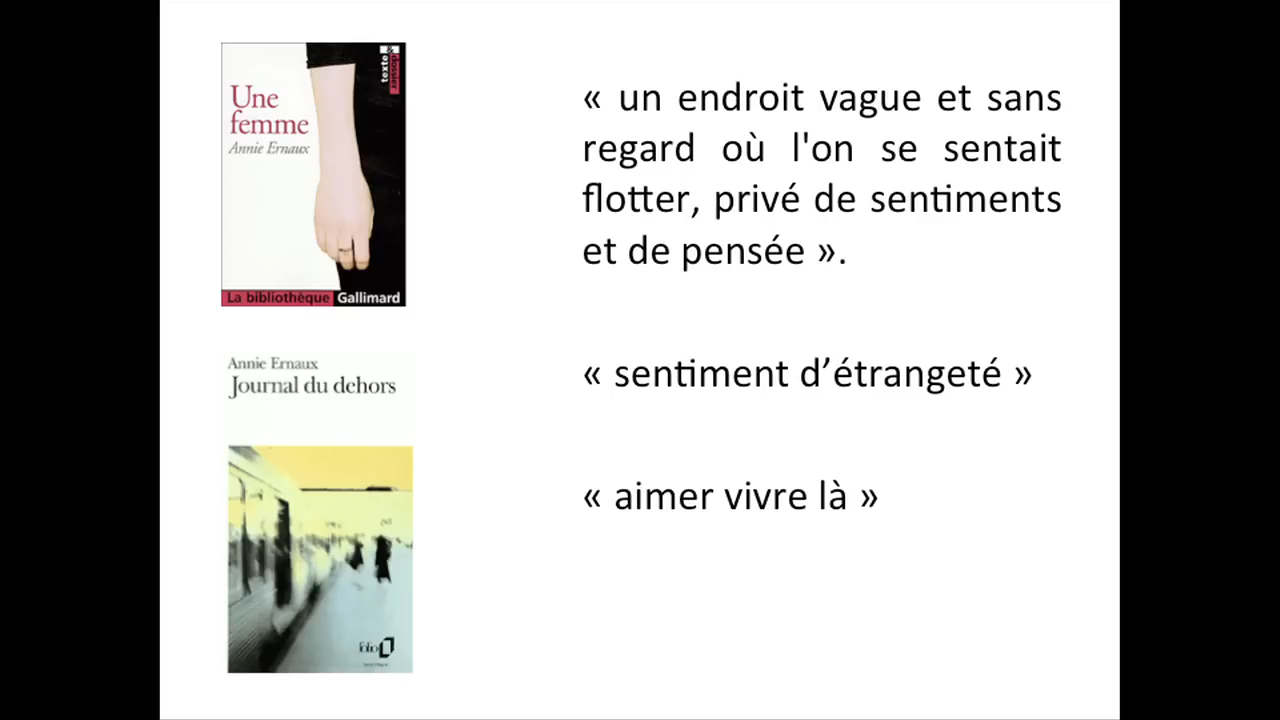 Une
femme
Annie Ernaux
texte &
dossier
La bibliothèque Gallimard
« un endroit vague et sans
regard où l'on se sentait
flotter, privé de sentiments
et de pensée ».
Annie Ernaux
Journal du dehors
folio
« sentiment d’étrangeté »
« aimer vivre là »